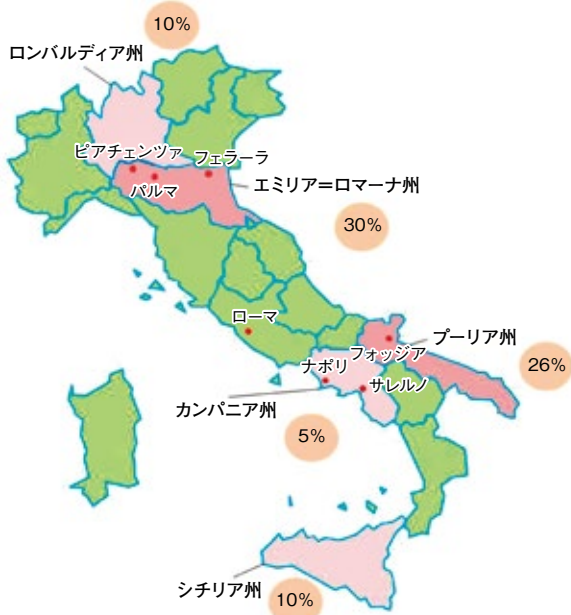 10%
ロンバルディア州
ピアチェンツァ
フェラーラ
パルマ
エミリア=ロマーナ州
30%
ローマ
プーリア州
フォッジア
ナポリ
26%
サレルノ
カンパニア州
5%
シチリア州
10%